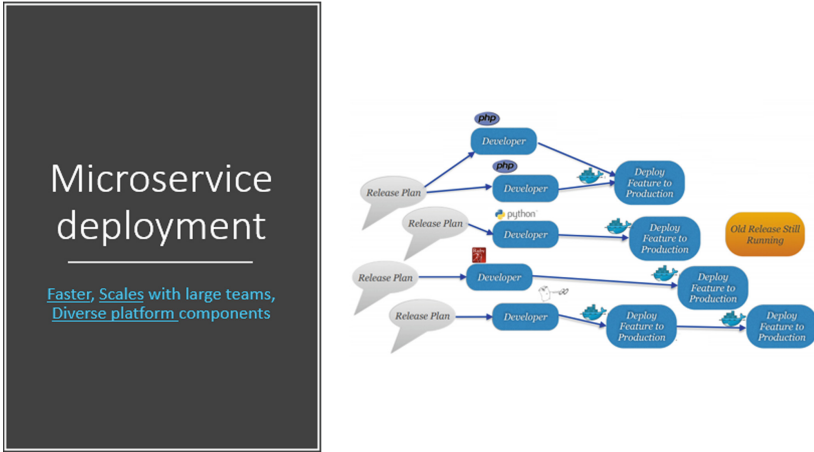 Microservice
deployment
Faster, Scales with large teams,
Diverse platform components
php
Developer
php
Release Plan
Developer
Deploy
Feature to
Production
Release Plan
python
Developer
Deploy
Feature to
Production
Old Release Still
Running
Release Plan
Developer
Deploy
Feature to
Production
Release Plan
Developer
Deploy
Feature to
Production
Deploy
Feature to
Production